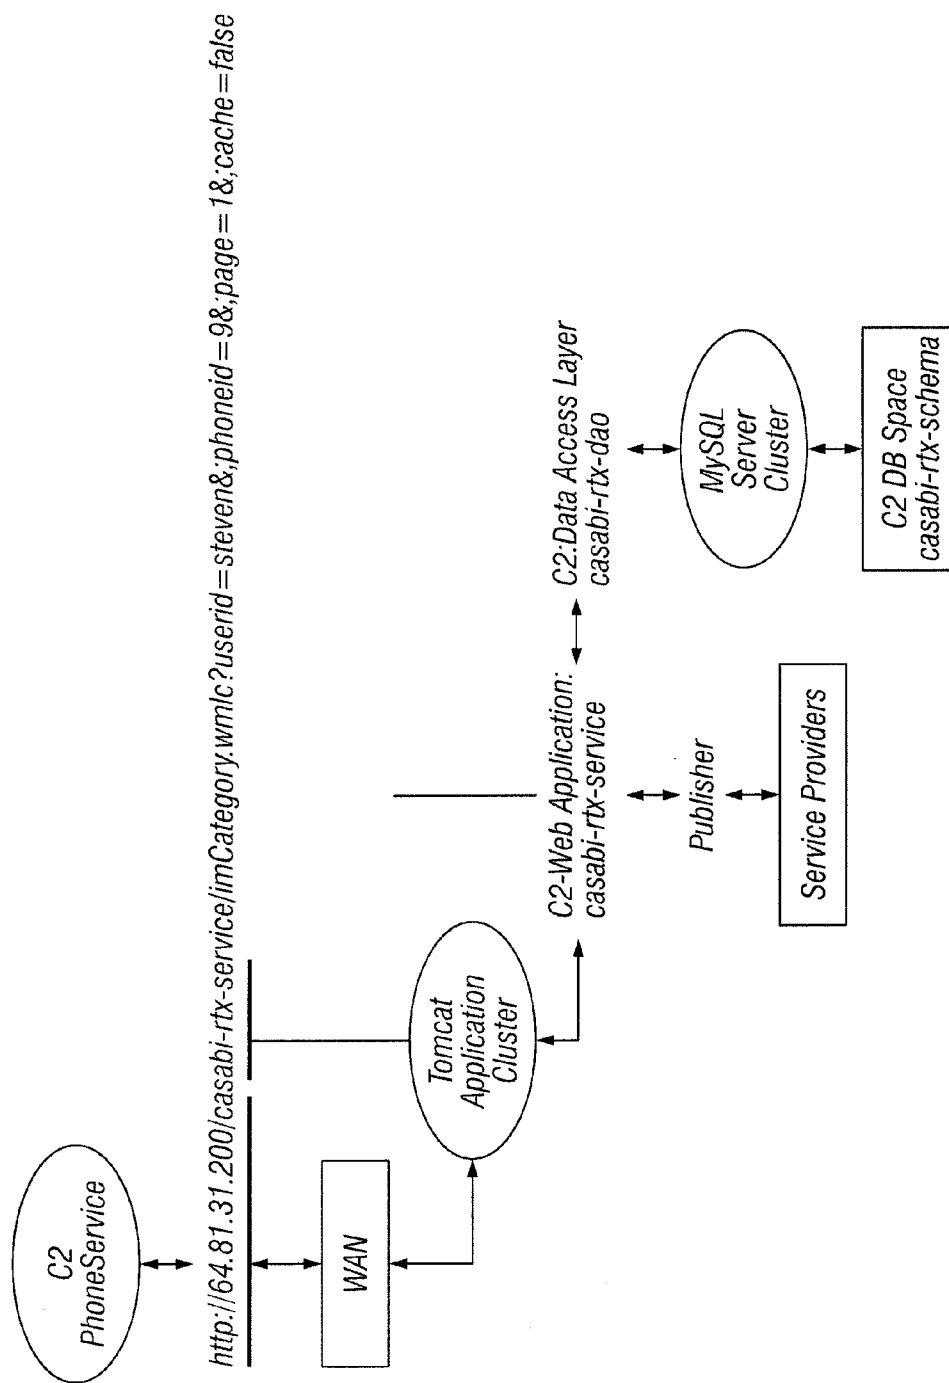 C2
PhoneService
http://64.81.31.200/casabi-rtx-service/imCategory.wmlc?userid=steven&;phoneid=9&;page=1&;cache=false
WAN
Tomcat
Application
Cluster
C2-Web Application:
casabi-rtx-service
Publisher
Service Providers
C2:Data Access Layer
casabi-rtx-dao
MySQL
Server
Cluster
C2 DB Space
casabi-rtx-schema